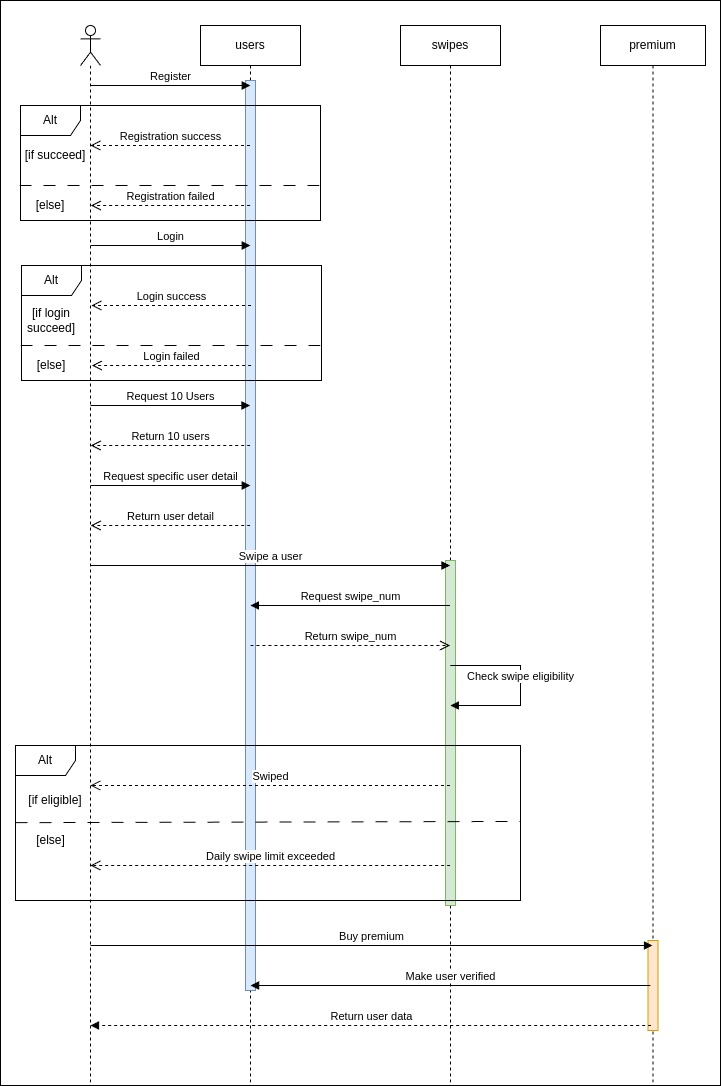 users
swipes
premium
Register
Alt
Registration success
[if succeed]
Registration failed
[else]
Login
Alt
Login success
[if login
succeed]
Login failed
[else]
Request 10 Users
Return 10 users
Request specific user detail
Return user detail
Swipe a user
Request swipe_num
Return swipe_num
Check swipe eligibility
Alt
Swiped
[if eligible]
[else]
Daily swipe limit exceeded
Buy premium
Make user verified
Return user data